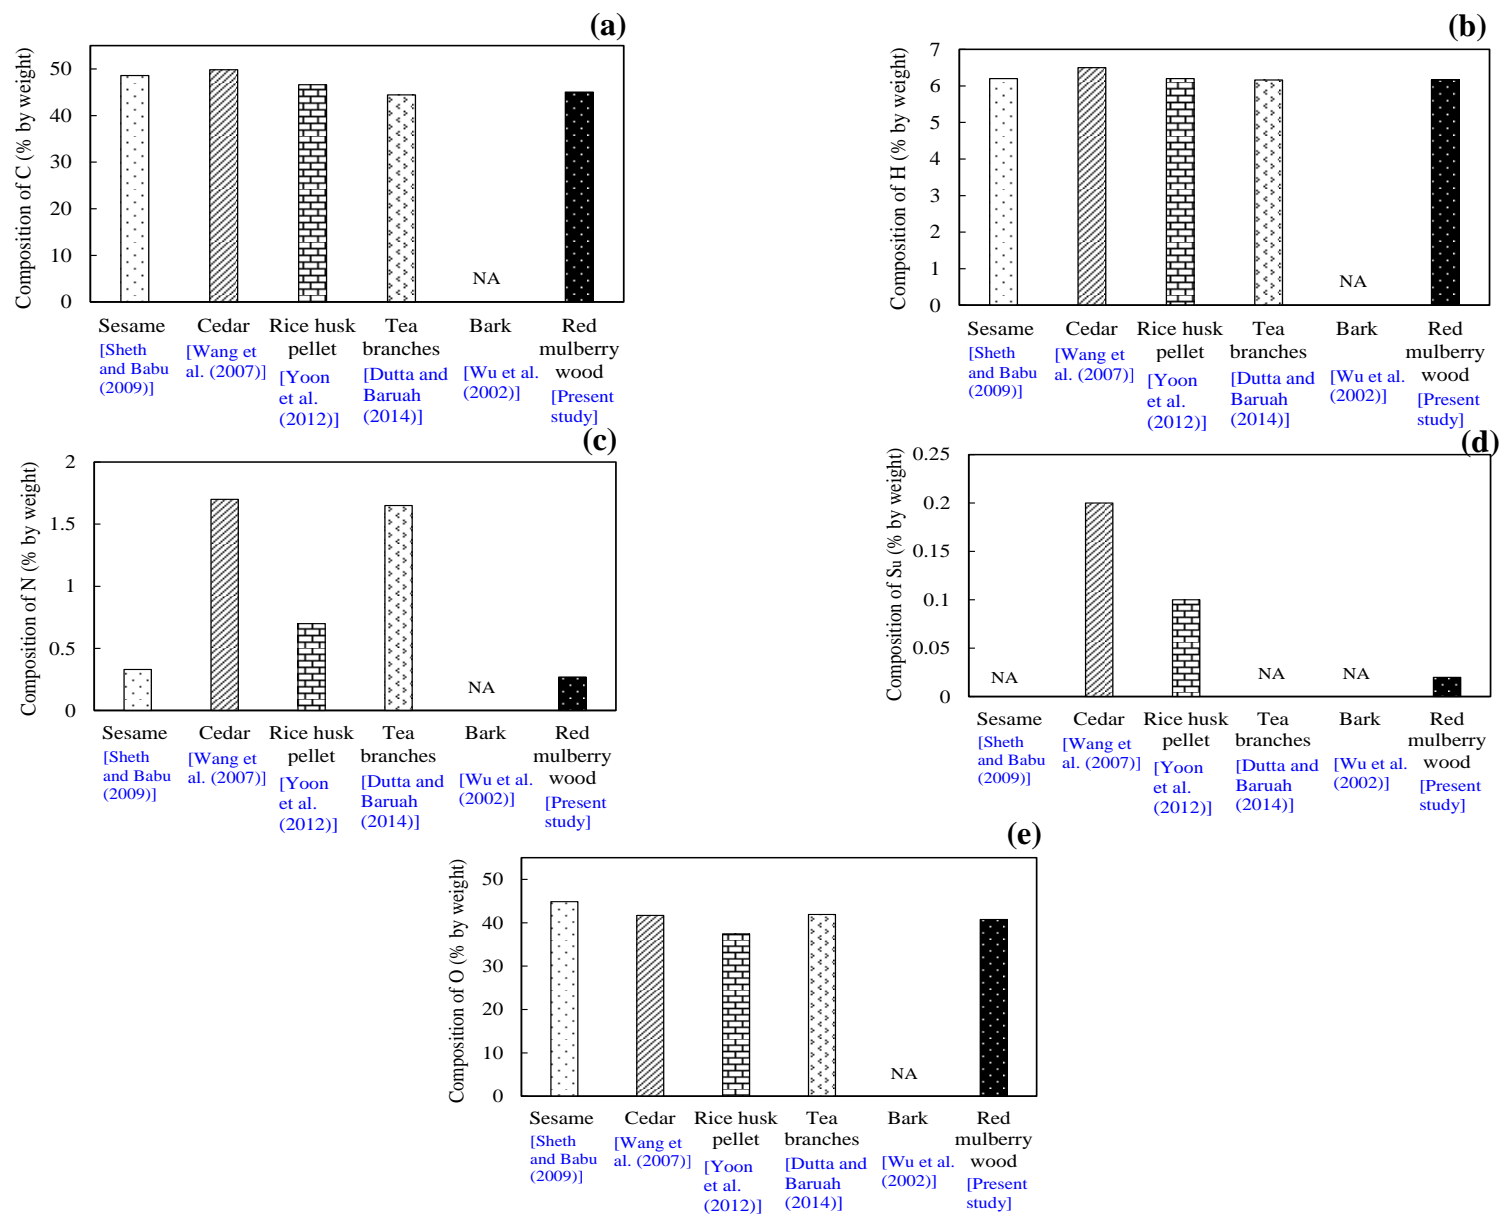 (a)
Composition of C (% by weight)
50
40
30
20
10
0
NA
Sesame
[Sheth
and Babu
(2009)]
Cedar
[Wang et
al. (2007)]
Rice husk
pellet
[Yoon
et al.
(2012)]
Tea
branches
[Dutta and
Baruah
(2014)]
Bark
[Wu et al.
(2002)]
Red
mulberry
wood
[Present
study]
(b)
Composition of H (% by weight)
7
6
5
4
3
2
1
0
NA
Sesame
[Sheth
and Babu
(2009)]
Cedar
[Wang et
al. (2007)]
Rice husk
pellet
[Yoon
et al.
(2012)]
Tea
branches
[Dutta and
Baruah
(2014)]
Bark
[Wu et al.
(2002)]
Red
mulberry
wood
[Present
study]
(c)
Composition of N (% by weight)
2
1.5
1
0.5
0
NA
Sesame
[Sheth
and Babu
(2009)]
Cedar
[Wang et
al. (2007)]
Rice husk
pellet
[Yoon
et al.
(2012)]
Tea
branches
[Dutta and
Baruah
(2014)]
Bark
[Wu et al.
(2002)]
Red
mulberry
wood
[Present
study]
(d)
Composition of Su (% by weight)
0.25
0.2
0.15
0.1
0.05
0
NA
NA
NA
Sesame
[Sheth
and Babu
(2009)]
Cedar
[Wang et
al. (2007)]
Rice husk
pellet
[Yoon
et al.
(2012)]
Tea
branches
[Dutta and
Baruah
(2014)]
Bark
[Wu et al.
(2002)]
Red
mulberry
wood
[Present
study]
(e)
Composition of O (% by weight)
50
40
30
20
10
0
NA
Sesame
[Sheth
and Babu
(2009)]
Cedar
[Wang et
al. (2007)]
Rice husk
pellet
[Yoon
et al.
(2012)]
Tea
branches
[Dutta and
Baruah
(2014)]
Bark
[Wu et al.
(2002)]
Red
mulberry
wood
[Present
study]